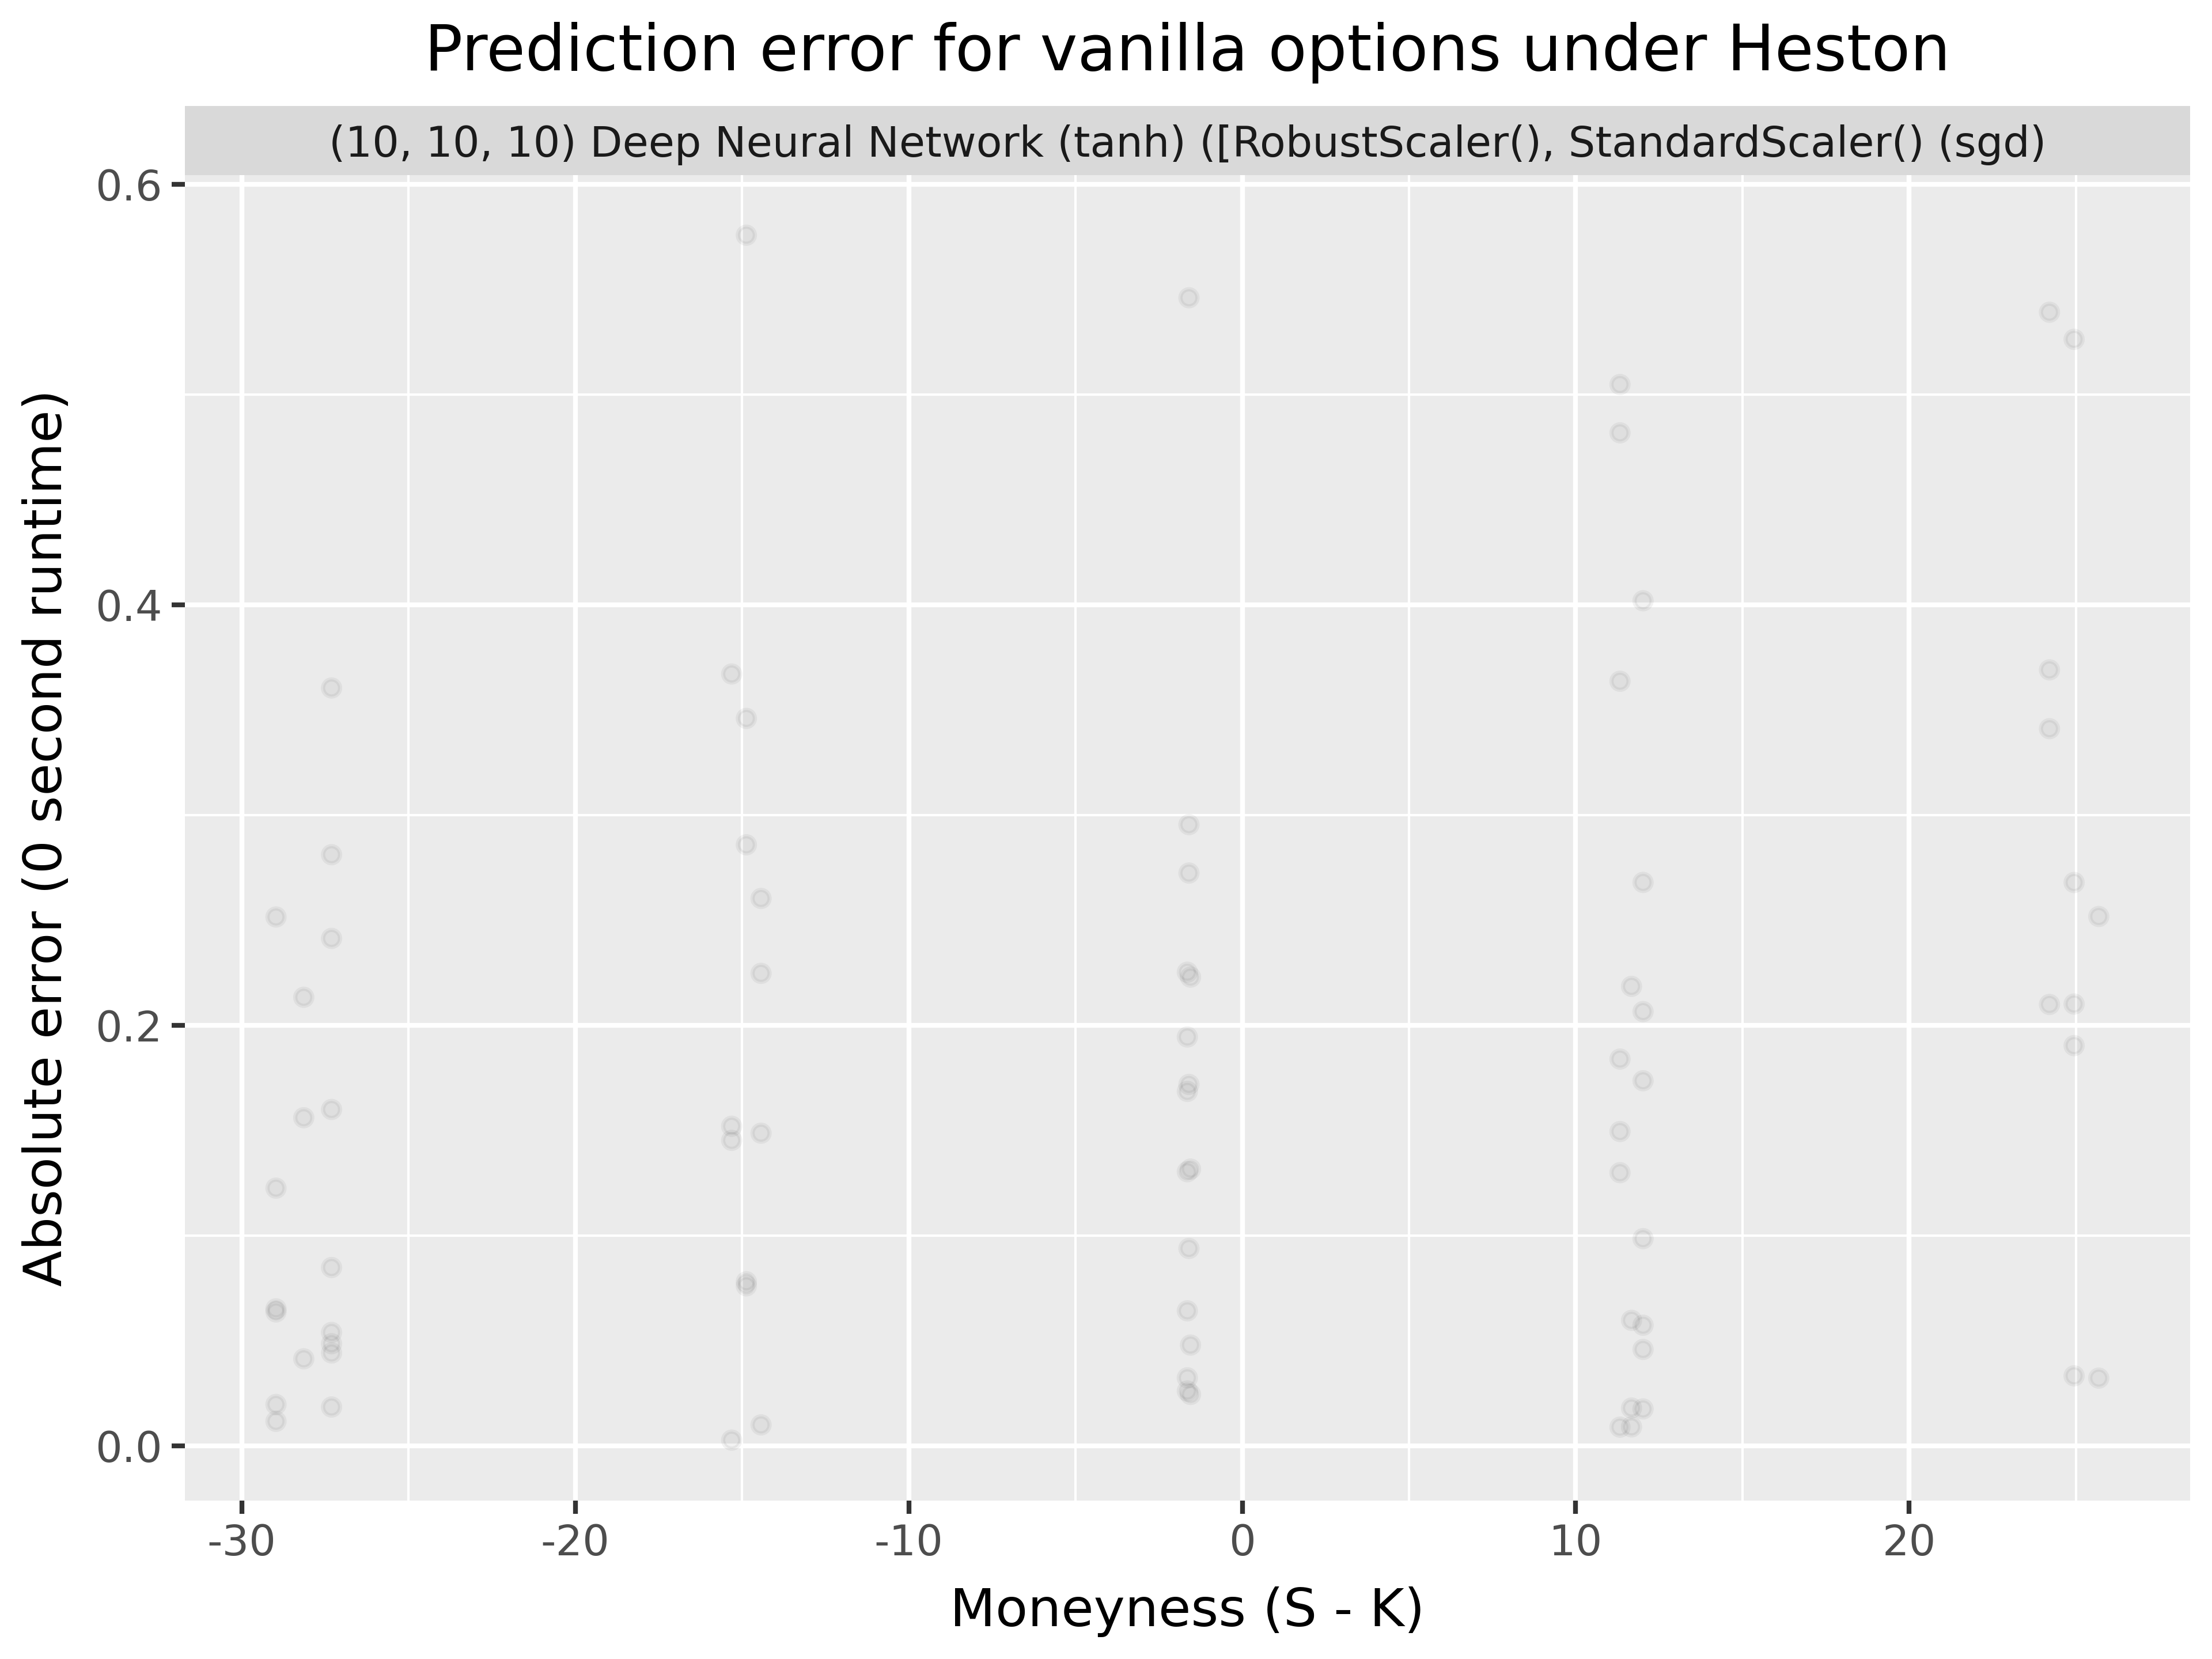 Prediction error for vanilla options under Heston
(10, 10, 10) Deep Neural Network (tanh) ([RobustScaler(), StandardScaler() (sgd)
0.6
0.4
0.2
0.0
Absolute error (0 second runtime)
-30 -20 -10 0 10 20
Moneyness (S - K)